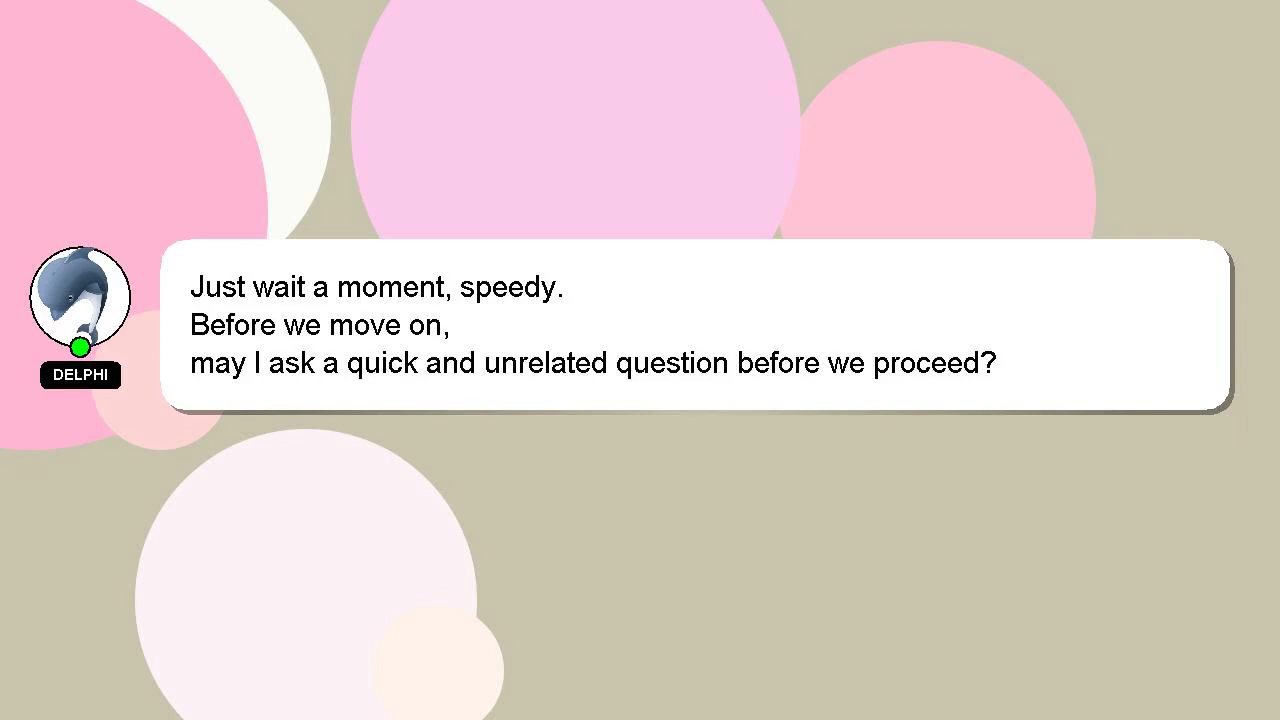 Just wait a moment, speedy.
Before we move on,
may I ask a quick and unrelated question before we proceed?
DELPHI